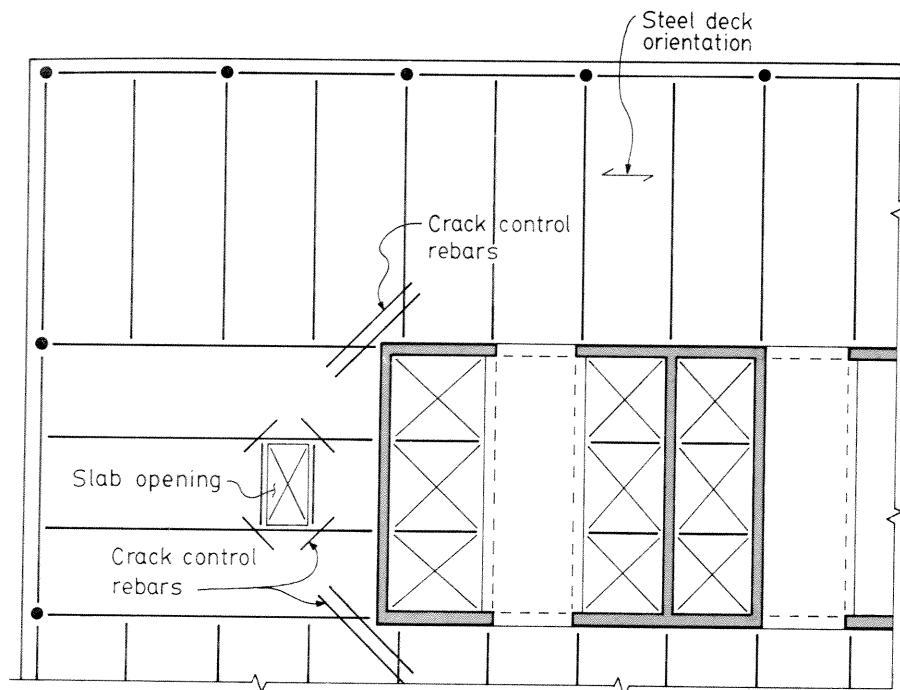 Steel deck
orientation
Crack control
rebars
Slab opening
Crack control
rebars